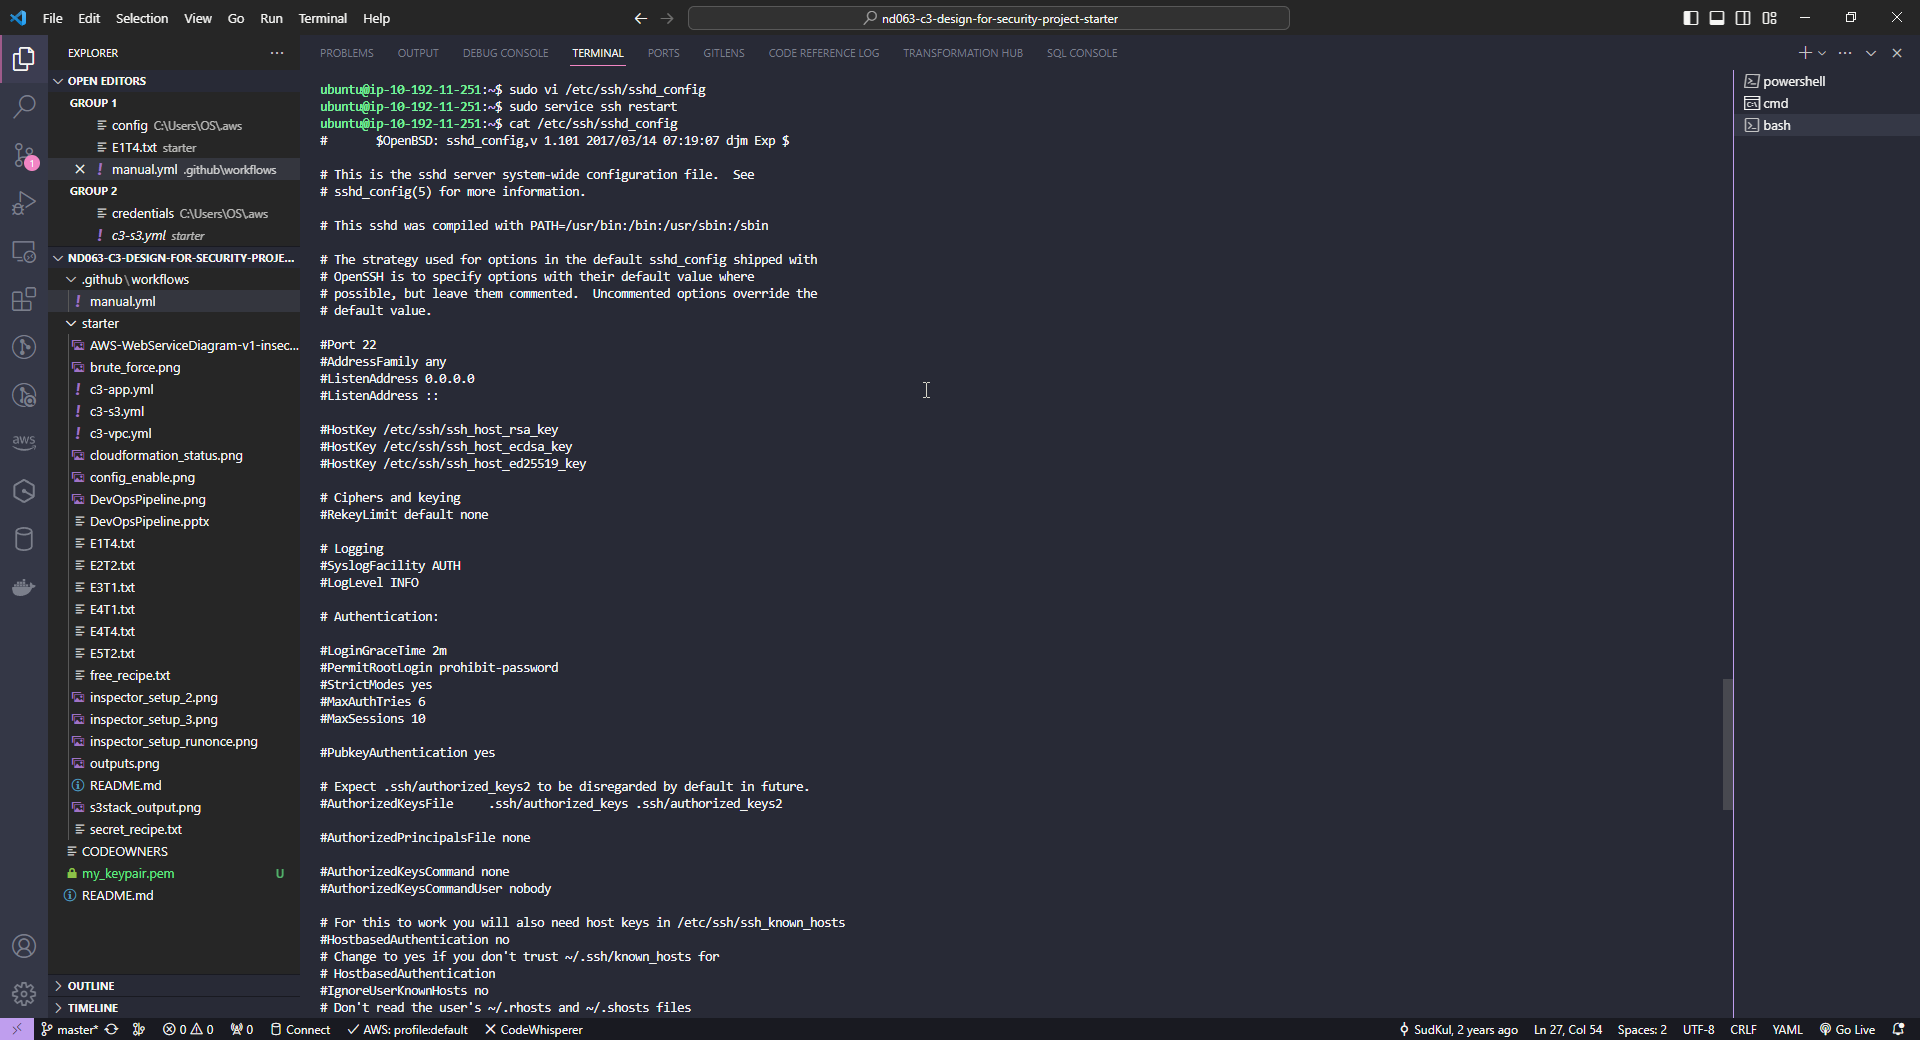 File Edit Selection View Go Run Terminal Help
nd063-c3-design-for-security-project-starter
EXPLORER
OPEN EDITORS
GROUP 1
config C:\Users\OS\.aws
E1T4.txt starter
manual.yml .github\workflows
GROUP 2
credentials C:\Users\OS\.aws
c3-s3.yml starter
ND063-C3-DESIGN-FOR-SECURITY-PROJE...
.github\workflows
manual.yml
starter
AWS-WebServiceDiagram-v1-insec...
brute_force.png
c3-app.yml
c3-s3.yml
c3-vpc.yml
cloudformation_status.png
config_enable.png
DevOpsPipeline.png
DevOpsPipeline.pptx
E1T4.txt
E2T2.txt
E3T1.txt
E4T1.txt
E4T4.txt
E5T2.txt
free_recipe.txt
inspector_setup_2.png
inspector_setup_3.png
inspector_setup_runonce.png
outputs.png
README.md
s3stack_output.png
secret_recipe.txt
CODEOWNERS
my_keypair.pem U
README.md
OUTLINE
TIMELINE
1
aws
PROBLEMS OUTPUT DEBUG CONSOLE TERMINAL PORTS GITLENS CODE REFERENCE LOG TRANSFORMATION HUB SQL CONSOLE
ubuntu@ip-10-192-11-251:~$ sudo vi /etc/ssh/sshd_config
ubuntu@ip-10-192-11-251:~$ sudo service ssh restart
ubuntu@ip-10-192-11-251:~$ cat /etc/ssh/sshd_config
#       $OpenBSD: sshd_config,v 1.101 2017/03/14 07:19:07 djm Exp $
# This is the sshd server system-wide configuration file.  See
# sshd_config(5) for more information.
# This sshd was compiled with PATH=/usr/bin:/bin:/usr/sbin:/sbin
# The strategy used for options in the default sshd_config shipped with
# OpenSSH is to specify options with their default value where
# possible, but leave them commented.  Uncommented options override the
# default value.
#Port 22
#AddressFamily any
#ListenAddress 0.0.0.0
#ListenAddress ::
#HostKey /etc/ssh/ssh_host_rsa_key
#HostKey /etc/ssh/ssh_host_ecdsa_key
#HostKey /etc/ssh/ssh_host_ed25519_key
# Ciphers and keying
#RekeyLimit default none
# Logging
#SyslogFacility AUTH
#LogLevel INFO
# Authentication:
#LoginGraceTime 2m
#PermitRootLogin prohibit-password
#StrictModes yes
#MaxAuthTries 6
#MaxSessions 10
#PubkeyAuthentication yes
# Expect .ssh/authorized_keys2 to be disregarded by default in future.
#AuthorizedKeysFile     .ssh/authorized_keys .ssh/authorized_keys2
#AuthorizedPrincipalsFile none
#AuthorizedKeysCommand none
#AuthorizedKeysCommandUser nobody
# For this to work you will also need host keys in /etc/ssh/ssh_known_hosts
#HostbasedAuthentication no
# Change to yes if you don't trust ~/.ssh/known_hosts for
# HostbasedAuthentication
#IgnoreUserKnownHosts no
# Don't read the user's ~/.rhosts and ~/.shosts files
powershell
cmd
bash
master* 0 0 0 Connect AWS: profile:default CodeWhisperer SudKul, 2 years ago Ln 27, Col 54 Spaces: 2 UTF-8 CRLF YAML Go Live